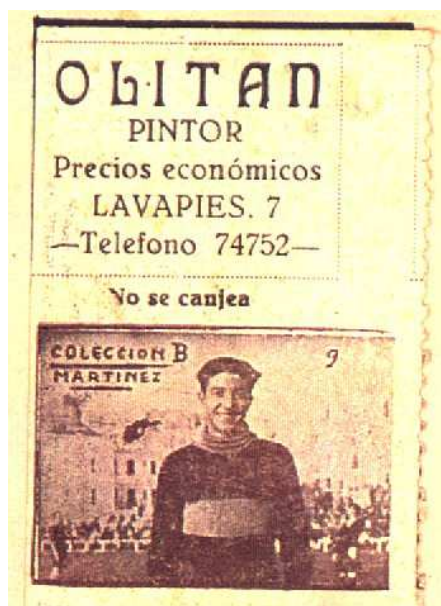 OLITAN
PINTOR
Precios económicos
LAVAPIES. 7
—Telefono 74752—
No se canjea
COLECCION B 9
MARTINEZ